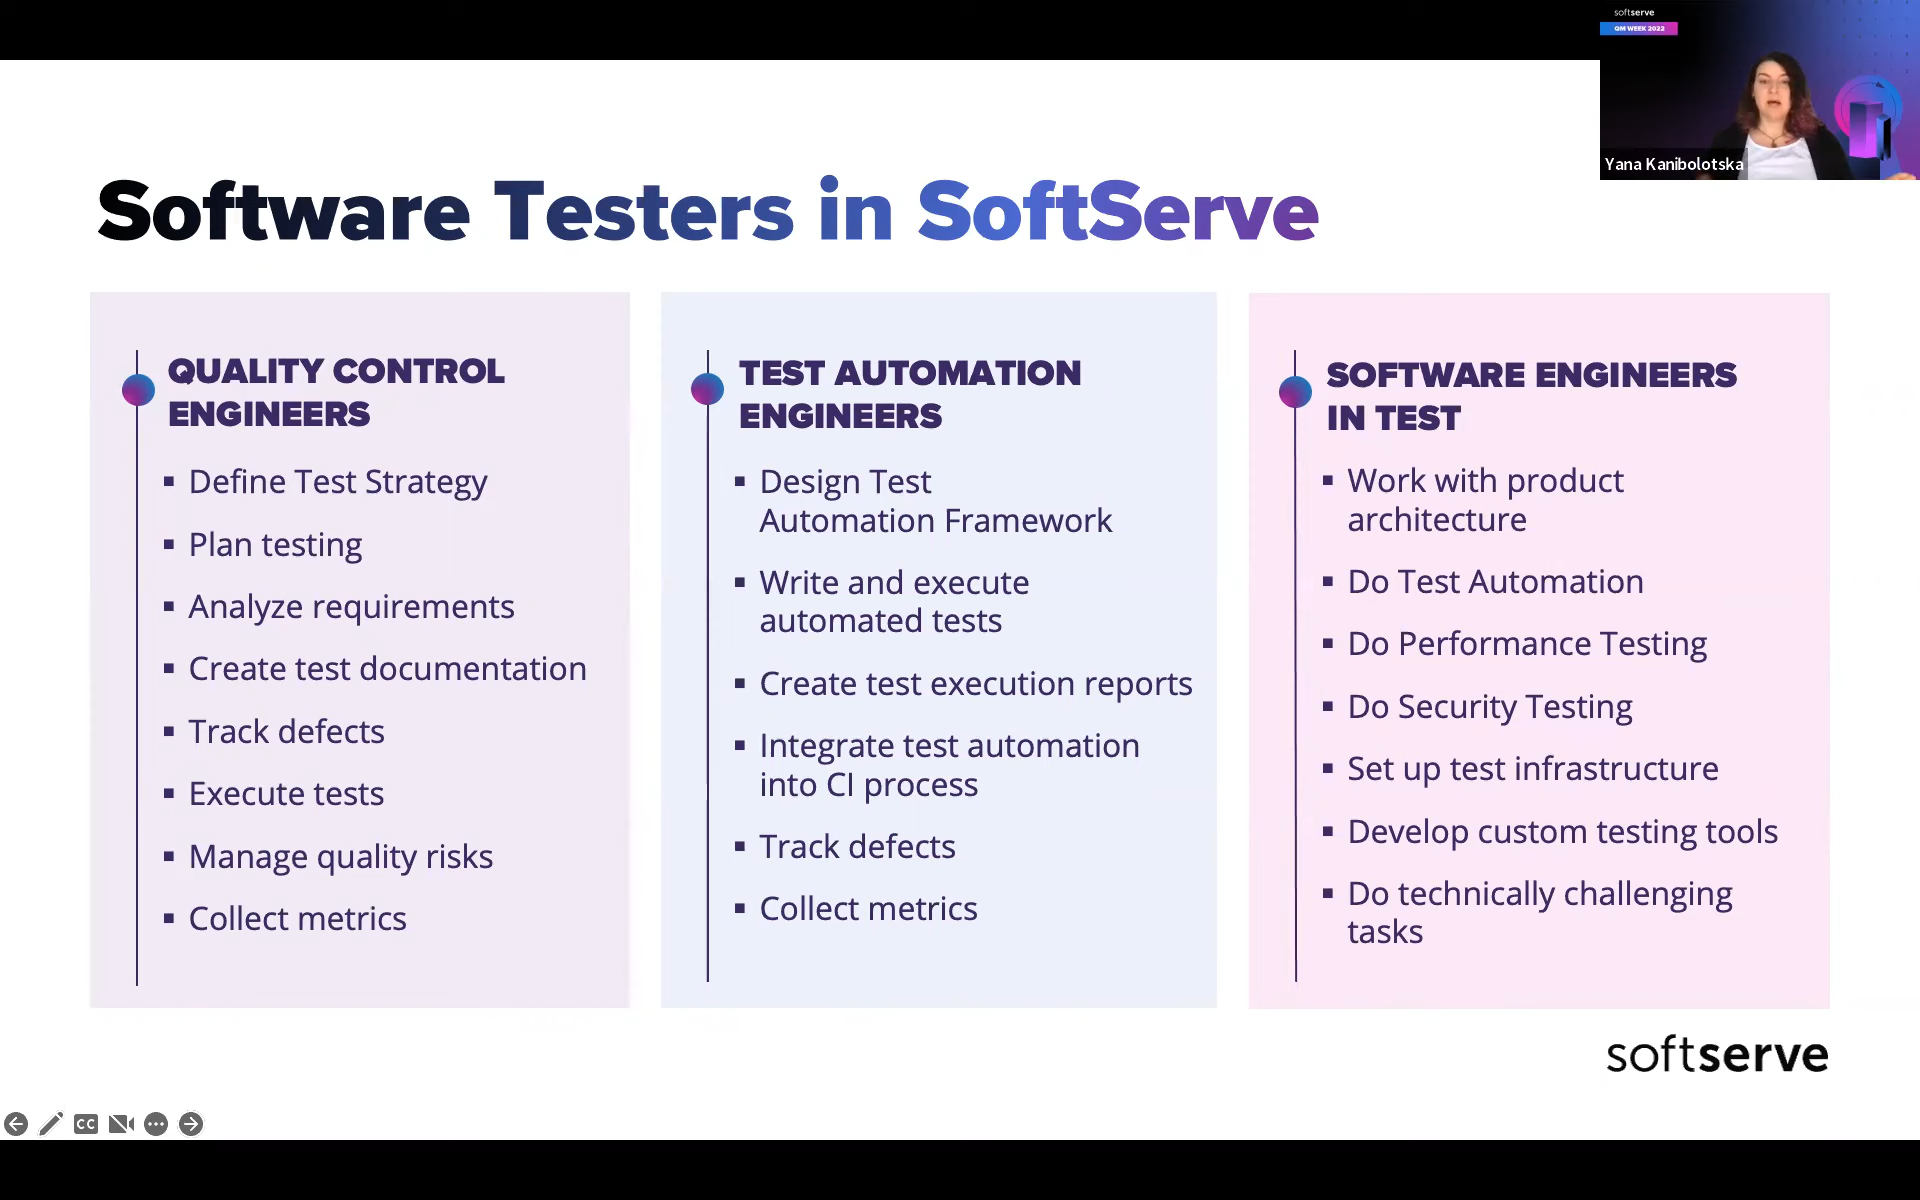 softserve
QM WEEK 2022
Yana Kanibolotska
Software Testers in SoftServe
QUALITY CONTROL
ENGINEERS
▪ Define Test Strategy
▪ Plan testing
▪ Analyze requirements
▪ Create test documentation
▪ Track defects
▪ Execute tests
▪ Manage quality risks
▪ Collect metrics
TEST AUTOMATION
ENGINEERS
▪ Design Test
Automation Framework
▪ Write and execute
automated tests
▪ Create test execution reports
▪ Integrate test automation
into CI process
▪ Track defects
▪ Collect metrics
SOFTWARE ENGINEERS
IN TEST
▪ Work with product
architecture
▪ Do Test Automation
▪ Do Performance Testing
▪ Do Security Testing
▪ Set up test infrastructure
▪ Develop custom testing tools
▪ Do technically challenging
tasks
softserve
CC